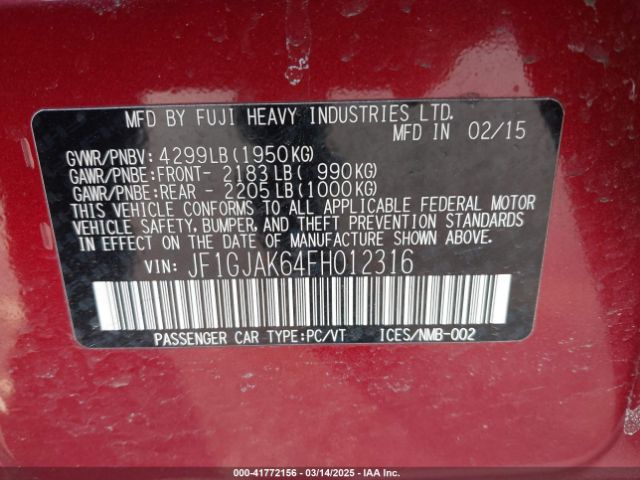 MFD BY FUJI HEAVY INDUSTRIES LTD.
MFD IN 02/15
GVWR/PNBV: 4299LB(1950KG)
GAWR/PNBE:FRONT- 2183LB( 990KG)
GAWR/PNBE:REAR - 2205LB(1000KG)
THIS VEHICLE CONFORMS TO ALL APPLICABLE FEDERAL MOTOR
VEHICLE SAFETY, BUMPER, AND THEFT PREVENTION STANDARDS
IN EFFECT ON THE DATE OF MANUFACTURE SHOWN ABOVE.
VIN: JF1GJAK64FH012316
PASSENGER CAR TYPE:PC/VT ICES/NMB-002
000-41772156 - 03/14/2025 - IAA Inc.